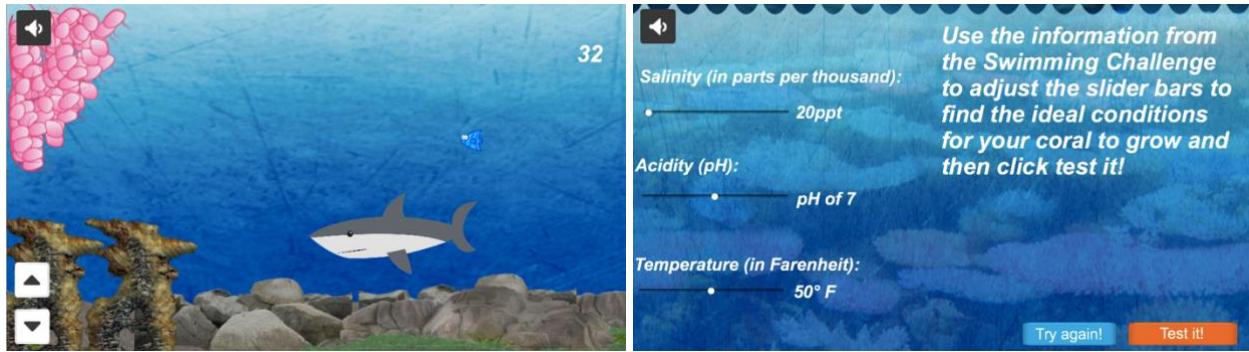 32
Salinity (in parts per thousand):
20ppt
Acidity (pH):
pH of 7
Temperature (in Farenheit):
50° F
Use the information from
the Swimming Challenge
to adjust the slider bars to
find the ideal conditions
for your coral to grow and
then click test it!
Try again!
Test it!